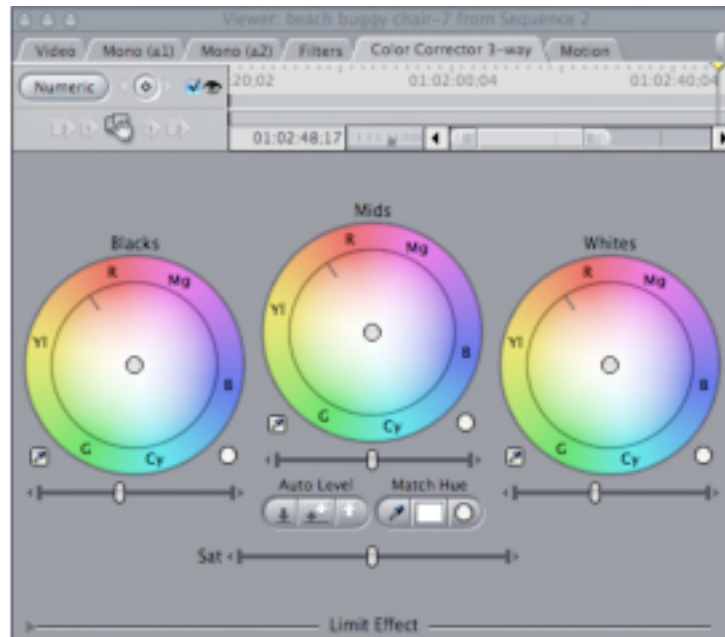 Viewer: beach buggy chair-7 from Sequence 2
Video Mono (a1) Mono (a2) Filters Color Corrector 3-way Motion
Numeric :20;02 01:02:00;04 01:02:40;04
01:02:48;17
Mids
Blacks Whites
R Mg Yl B G Cy
R Mg Yl B G Cy
R Mg Yl B G Cy
Auto Level Match Hue
Sat
Limit Effect